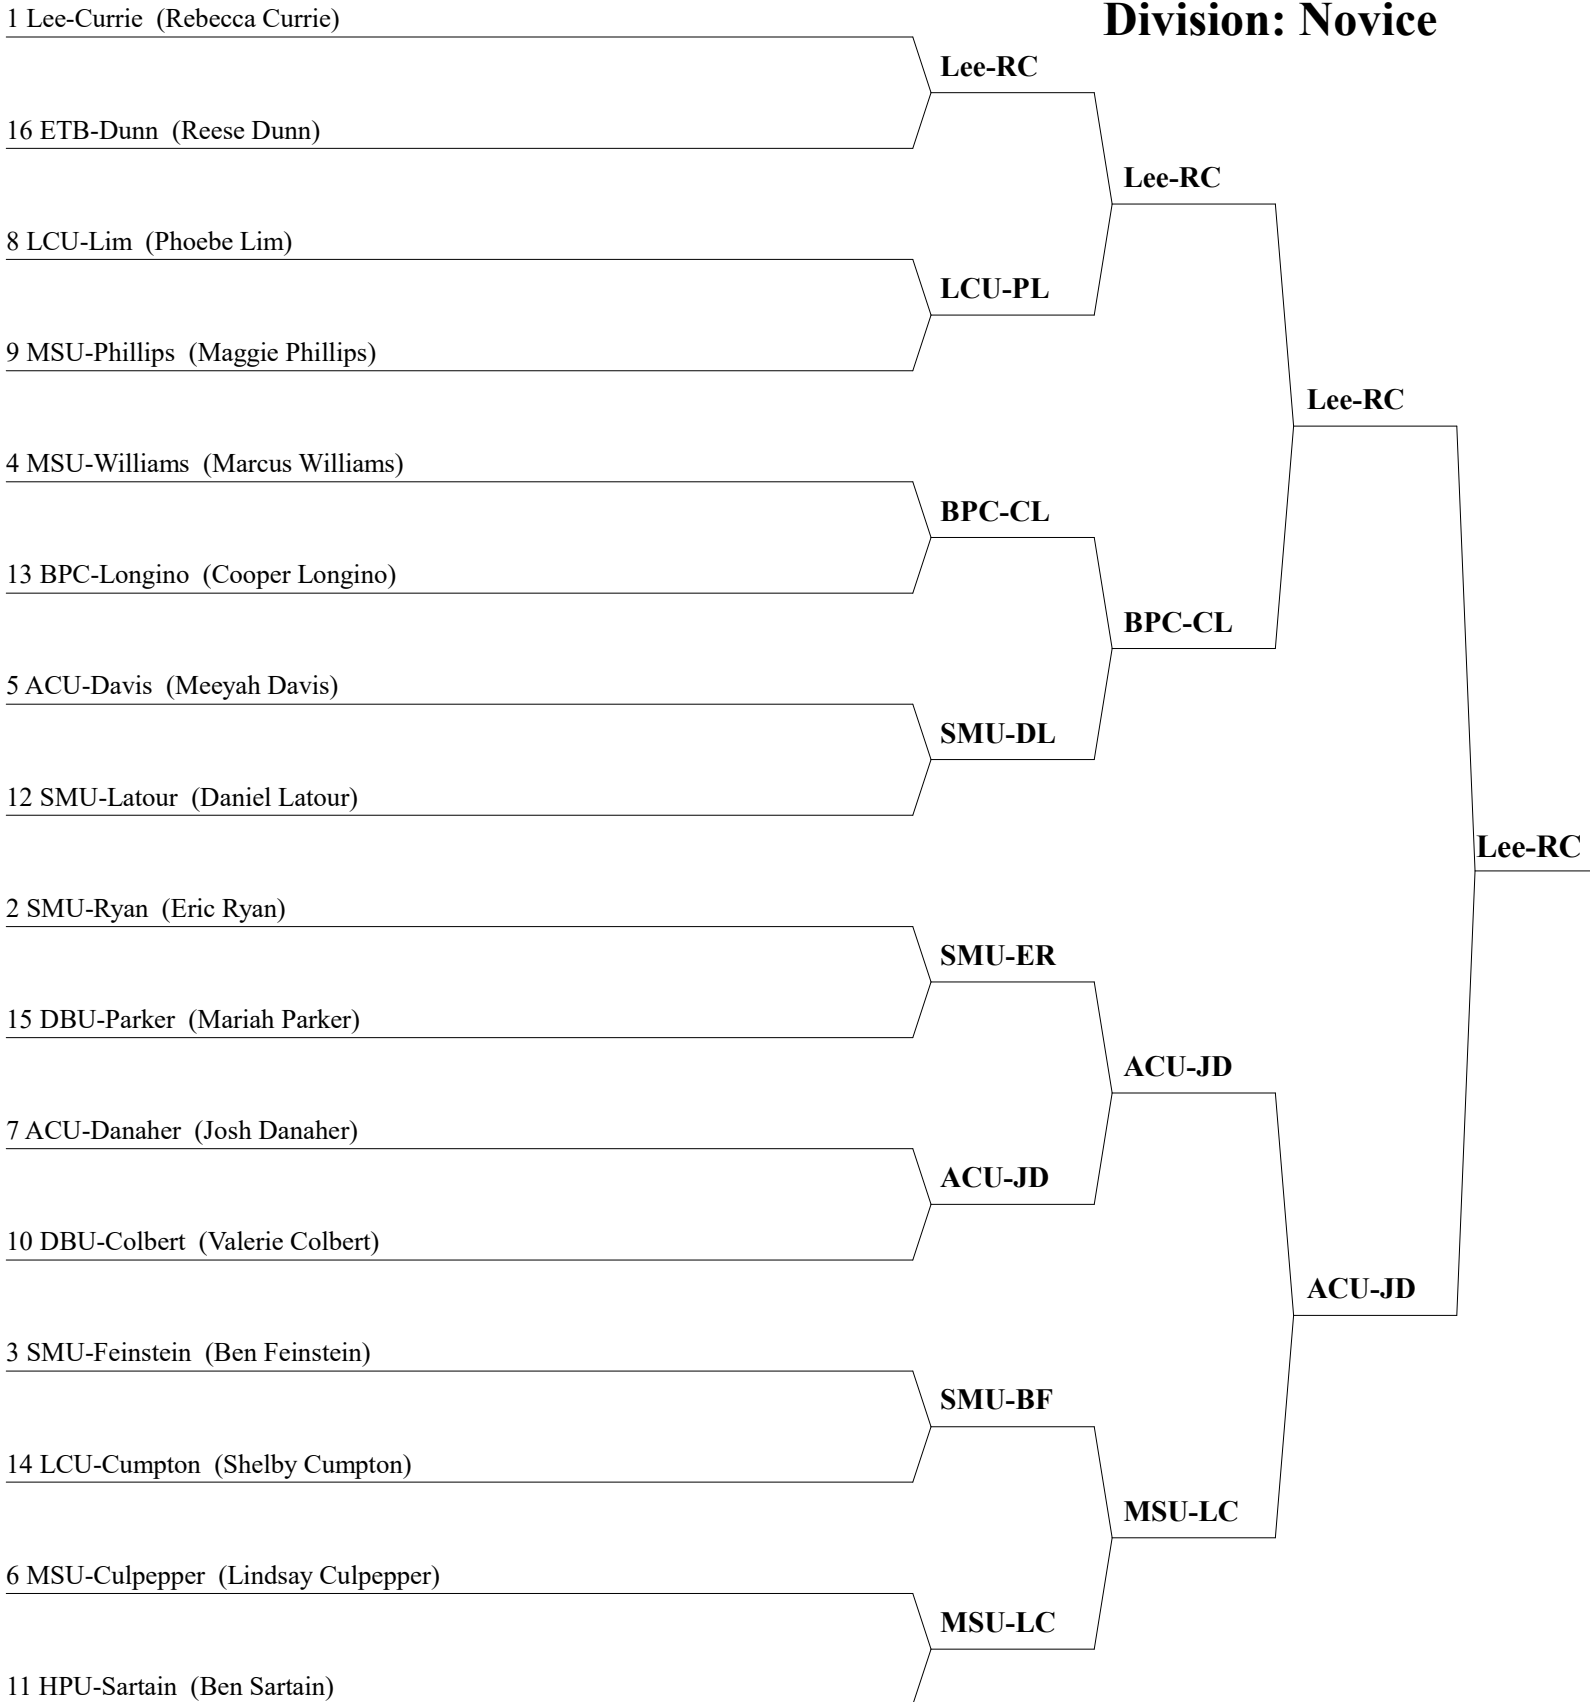 Division: Novice
1 Lee-Currie  (Rebecca Currie)
Lee-RC
16 ETB-Dunn  (Reese Dunn)
Lee-RC
8 LCU-Lim  (Phoebe Lim)
LCU-PL
9 MSU-Phillips  (Maggie Phillips)
Lee-RC
4 MSU-Williams  (Marcus Williams)
BPC-CL
13 BPC-Longino  (Cooper Longino)
BPC-CL
5 ACU-Davis  (Meeyah Davis)
SMU-DL
12 SMU-Latour  (Daniel Latour)
Lee-RC
2 SMU-Ryan  (Eric Ryan)
SMU-ER
15 DBU-Parker  (Mariah Parker)
ACU-JD
7 ACU-Danaher  (Josh Danaher)
ACU-JD
10 DBU-Colbert  (Valerie Colbert)
ACU-JD
3 SMU-Feinstein  (Ben Feinstein)
SMU-BF
14 LCU-Cumpton  (Shelby Cumpton)
MSU-LC
6 MSU-Culpepper  (Lindsay Culpepper)
MSU-LC
11 HPU-Sartain  (Ben Sartain)